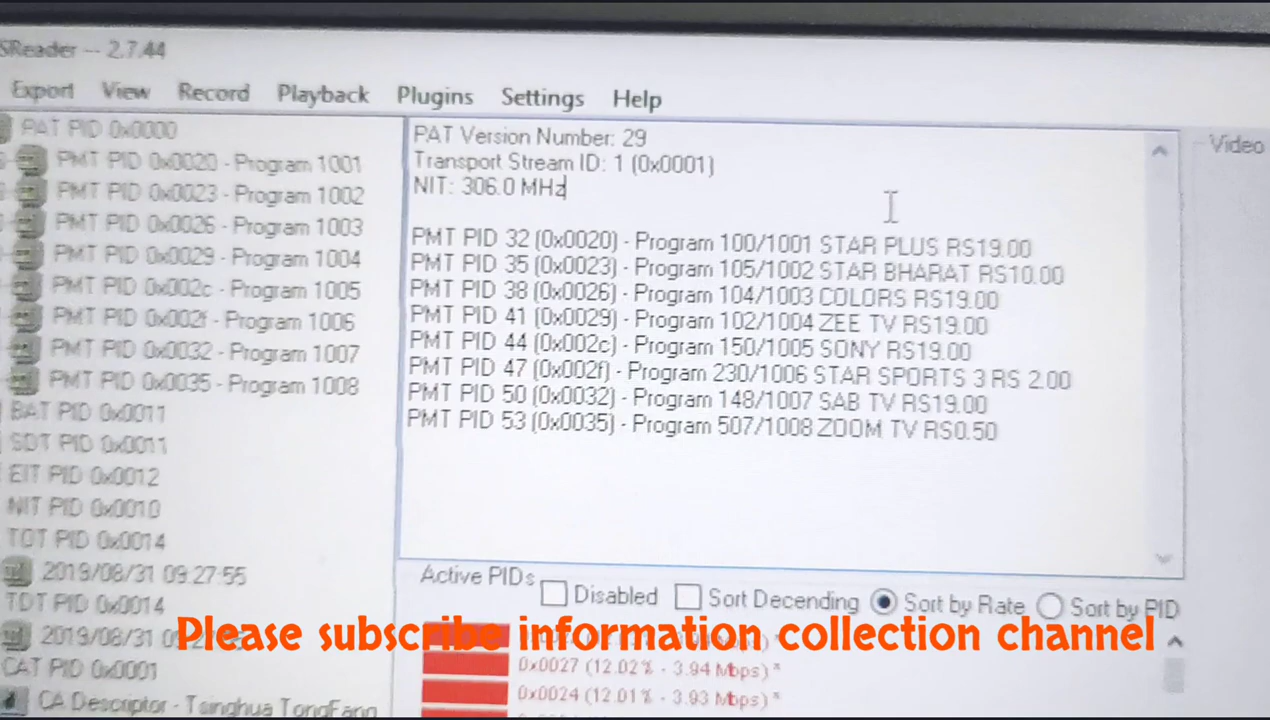 SReader -- 2.7.44
Export View Record Playback Plugins Settings Help
PAT PID 0x0000
PMT PID 0x0020 - Program 1001
PMT PID 0x0023 - Program 1002
PMT PID 0x0026 - Program 1003
PMT PID 0x0029 - Program 1004
PMT PID 0x002c - Program 1005
PMT PID 0x002f - Program 1006
PMT PID 0x0032 - Program 1007
PMT PID 0x0035 - Program 1008
BAT PID 0x0011
SDT PID 0x0011
EIT PID 0x0012
NIT PID 0x0010
TOT PID 0x0014
2019/08/31 09:27:55
TDT PID 0x0014
2019/08/31 09
CAT PID 0x0001
CA Descriptor - Tsinghua TongFang
PAT Version Number: 29
Transport Stream ID: 1 (0x0001)
NIT: 306.0 MHz
PMT PID 32 (0x0020) - Program 100/1001 STAR PLUS RS19.00
PMT PID 35 (0x0023) - Program 105/1002 STAR BHARAT RS10.00
PMT PID 38 (0x0026) - Program 104/1003 COLORS RS19.00
PMT PID 41 (0x0029) - Program 102/1004 ZEE TV RS19.00
PMT PID 44 (0x002c) - Program 150/1005 SONY RS19.00
PMT PID 47 (0x002f) - Program 230/1006 STAR SPORTS 3 RS 2.00
PMT PID 50 (0x0032) - Program 148/1007 SAB TV RS19.00
PMT PID 53 (0x0035) - Program 507/1008 ZOOM TV RS0.50
Video
Active PIDs
Disabled Sort Decending Sort by Rate Sort by PID
Please subscribe information collection channel
0x0027 (12.02% - 3.94 Mbps)*
0x0024 (12.01% - 3.93 Mbps)*